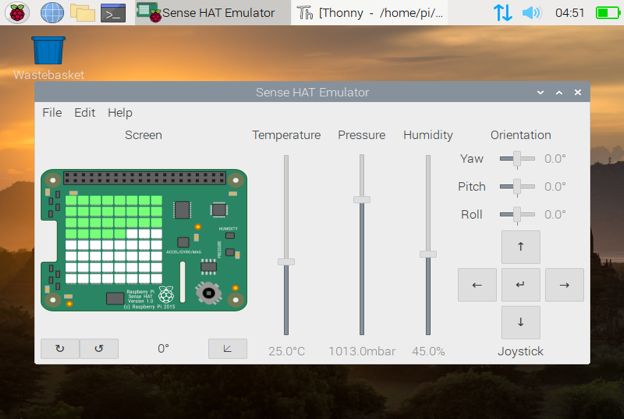 Sense HAT Emulator
[Thonny - /home/pi/...
04:51
Wastebasket
Sense HAT Emulator
File Edit Help
Screen
Temperature Pressure Humidity
Orientation
Yaw 0.0°
Pitch 0.0°
Roll 0.0°
HUMIDITY
PRESSURE
ACCEL/GYRO/MAG
Raspberry Pi
Sense HAT
Version 1.0
(c) Raspberry Pi 2015
0°
25.0°C 1013.0mbar 45.0%
Joystick